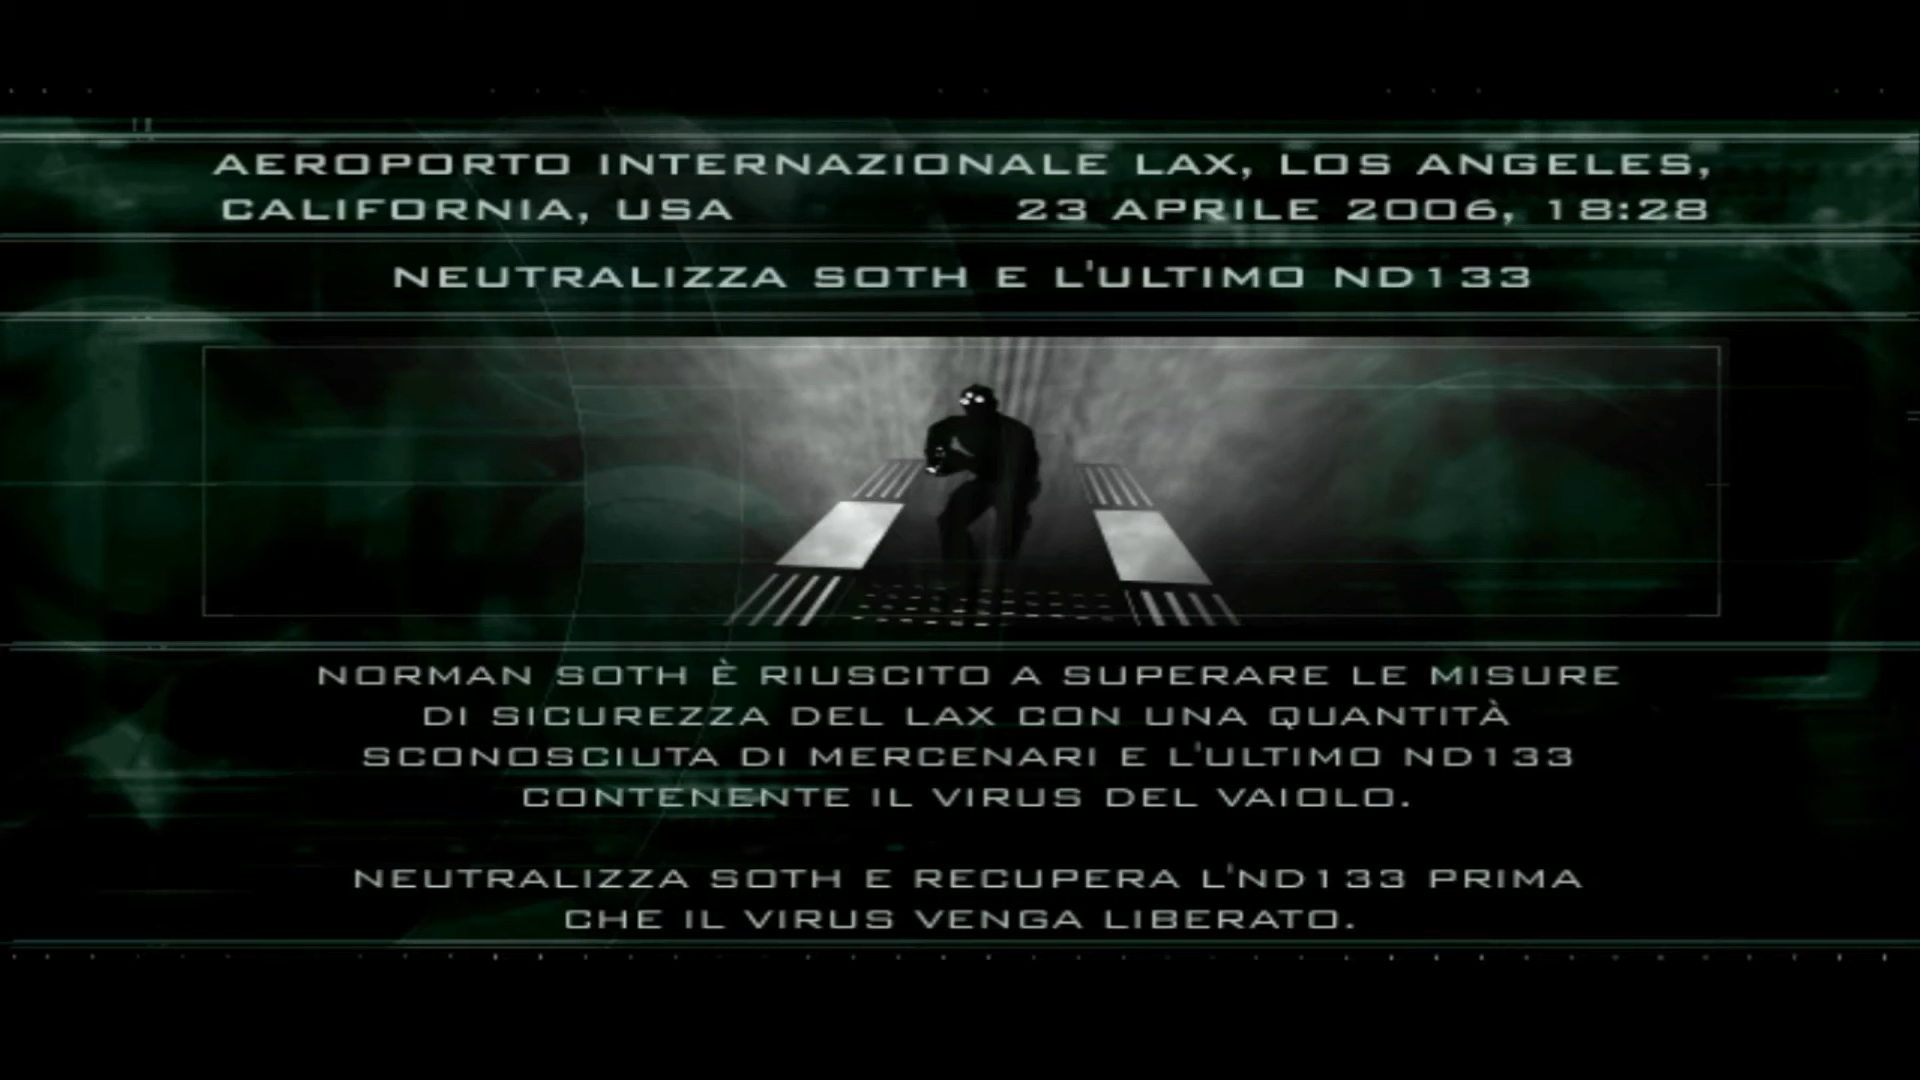 AEROPORTO INTERNAZIONALE LAX, LOS ANGELES,
CALIFORNIA, USA 23 APRILE 2006, 18:28
NEUTRALIZZA SOTH E L'ULTIMO ND133
NORMAN SOTH È RIUSCITO A SUPERARE LE MISURE
DI SICUREZZA DEL LAX CON UNA QUANTITÀ
SCONOSCIUTA DI MERCENARI E L'ULTIMO ND133
CONTENENTE IL VIRUS DEL VAIOLO.
NEUTRALIZZA SOTH E RECUPERA L'ND133 PRIMA
CHE IL VIRUS VENGA LIBERATO.